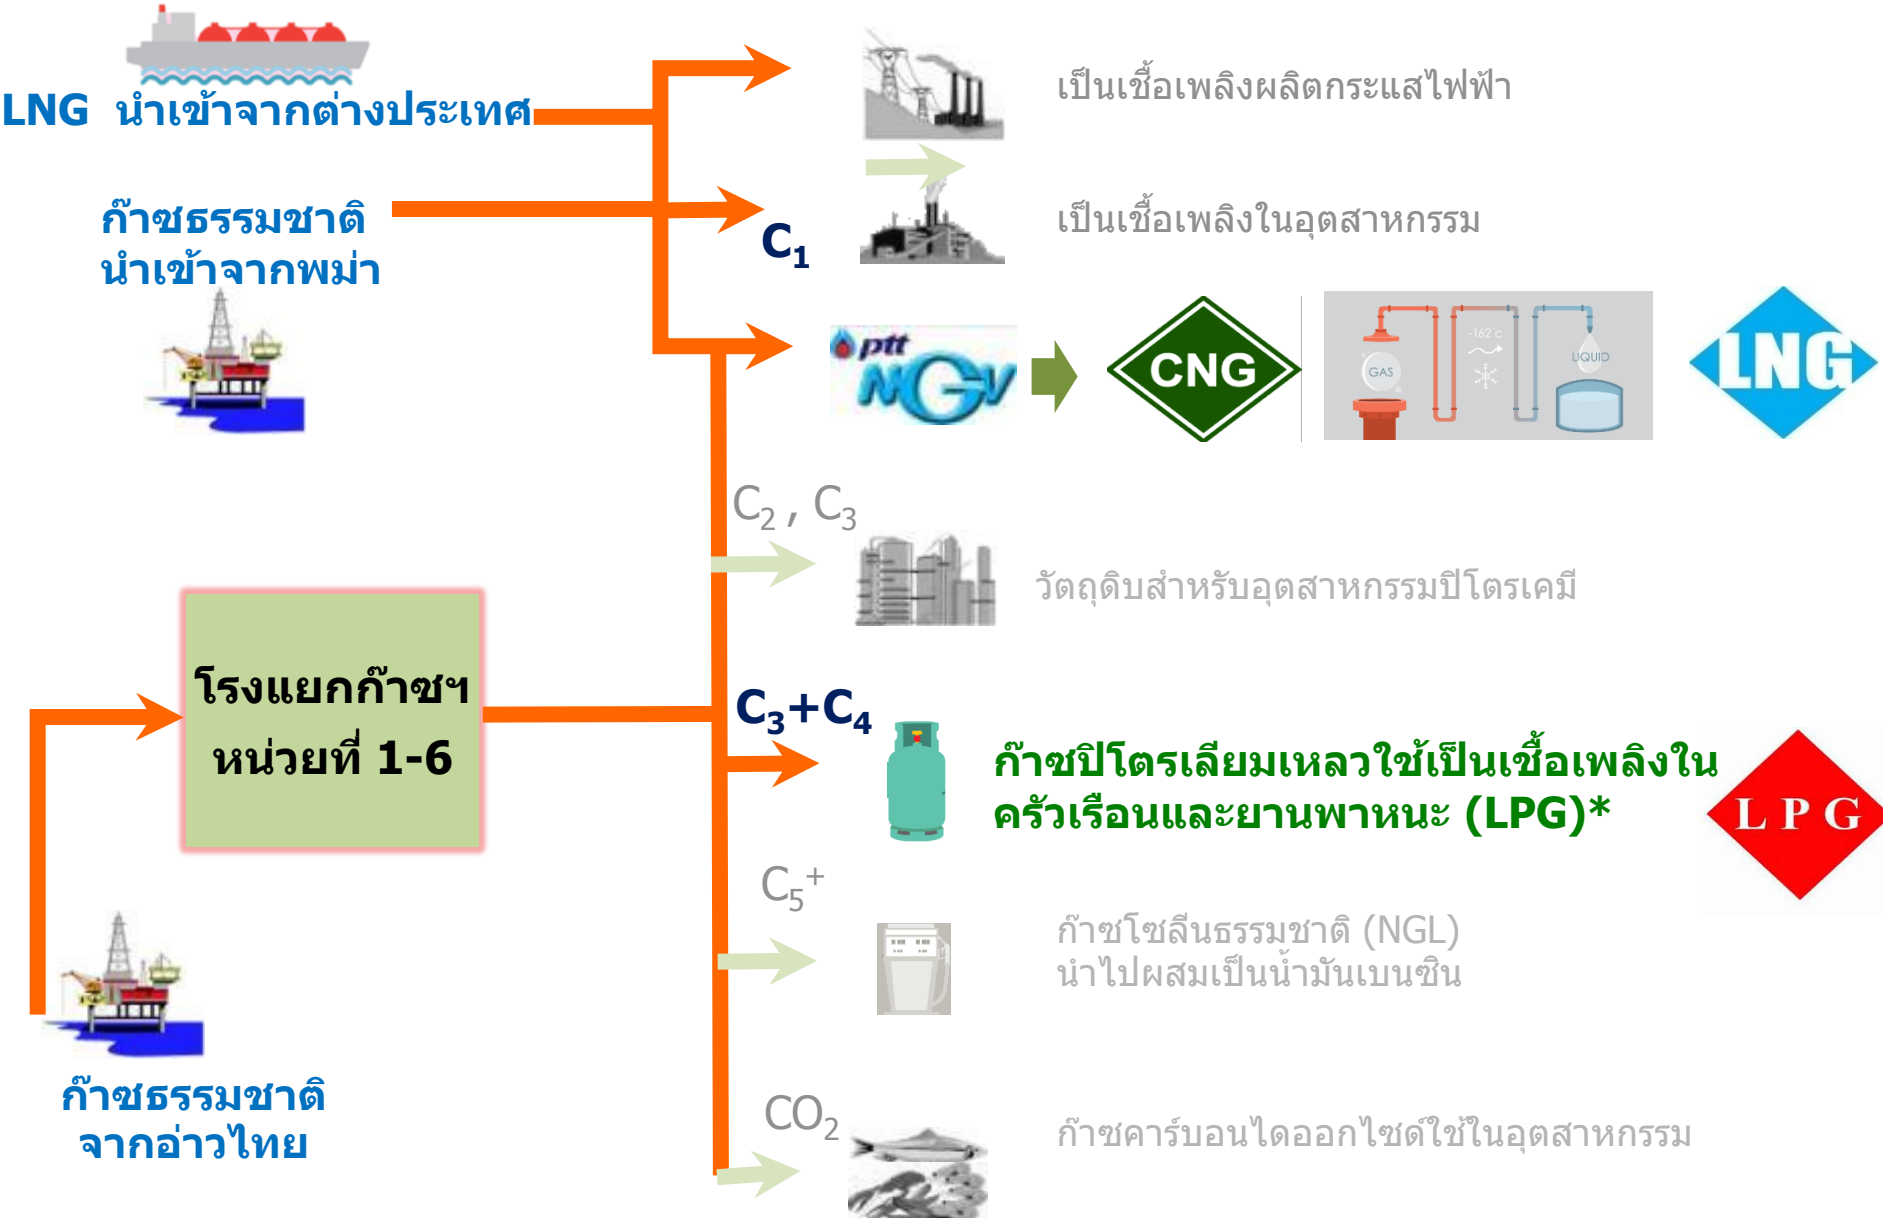 LNG นำเข้าจากต่างประเทศ
เป็นเชื้อเพลิงผลิตกระแสไฟฟ้า
ก๊าซธรรมชาติ
นำเข้าจากพม่า
C₁
เป็นเชื้อเพลิงในอุตสาหกรรม
ptt
NGV
CNG
GAS
-162°c
LIQUID
LNG
C₂ , C₃
วัตถุดิบสำหรับอุตสาหกรรมปิโตรเคมี
โรงแยกก๊าซฯ
หน่วยที่ 1-6
C₃+C₄
ก๊าซปิโตรเลียมเหลวใช้เป็นเชื้อเพลิงใน
ครัวเรือนและยานพาหนะ (LPG)*
L P G
C₅⁺
ก๊าซโซลีนธรรมชาติ (NGL)
นำไปผสมเป็นน้ำมันเบนซิน
ก๊าซธรรมชาติ
จากอ่าวไทย
CO₂
ก๊าซคาร์บอนไดออกไซด์ใช้ในอุตสาหกรรม